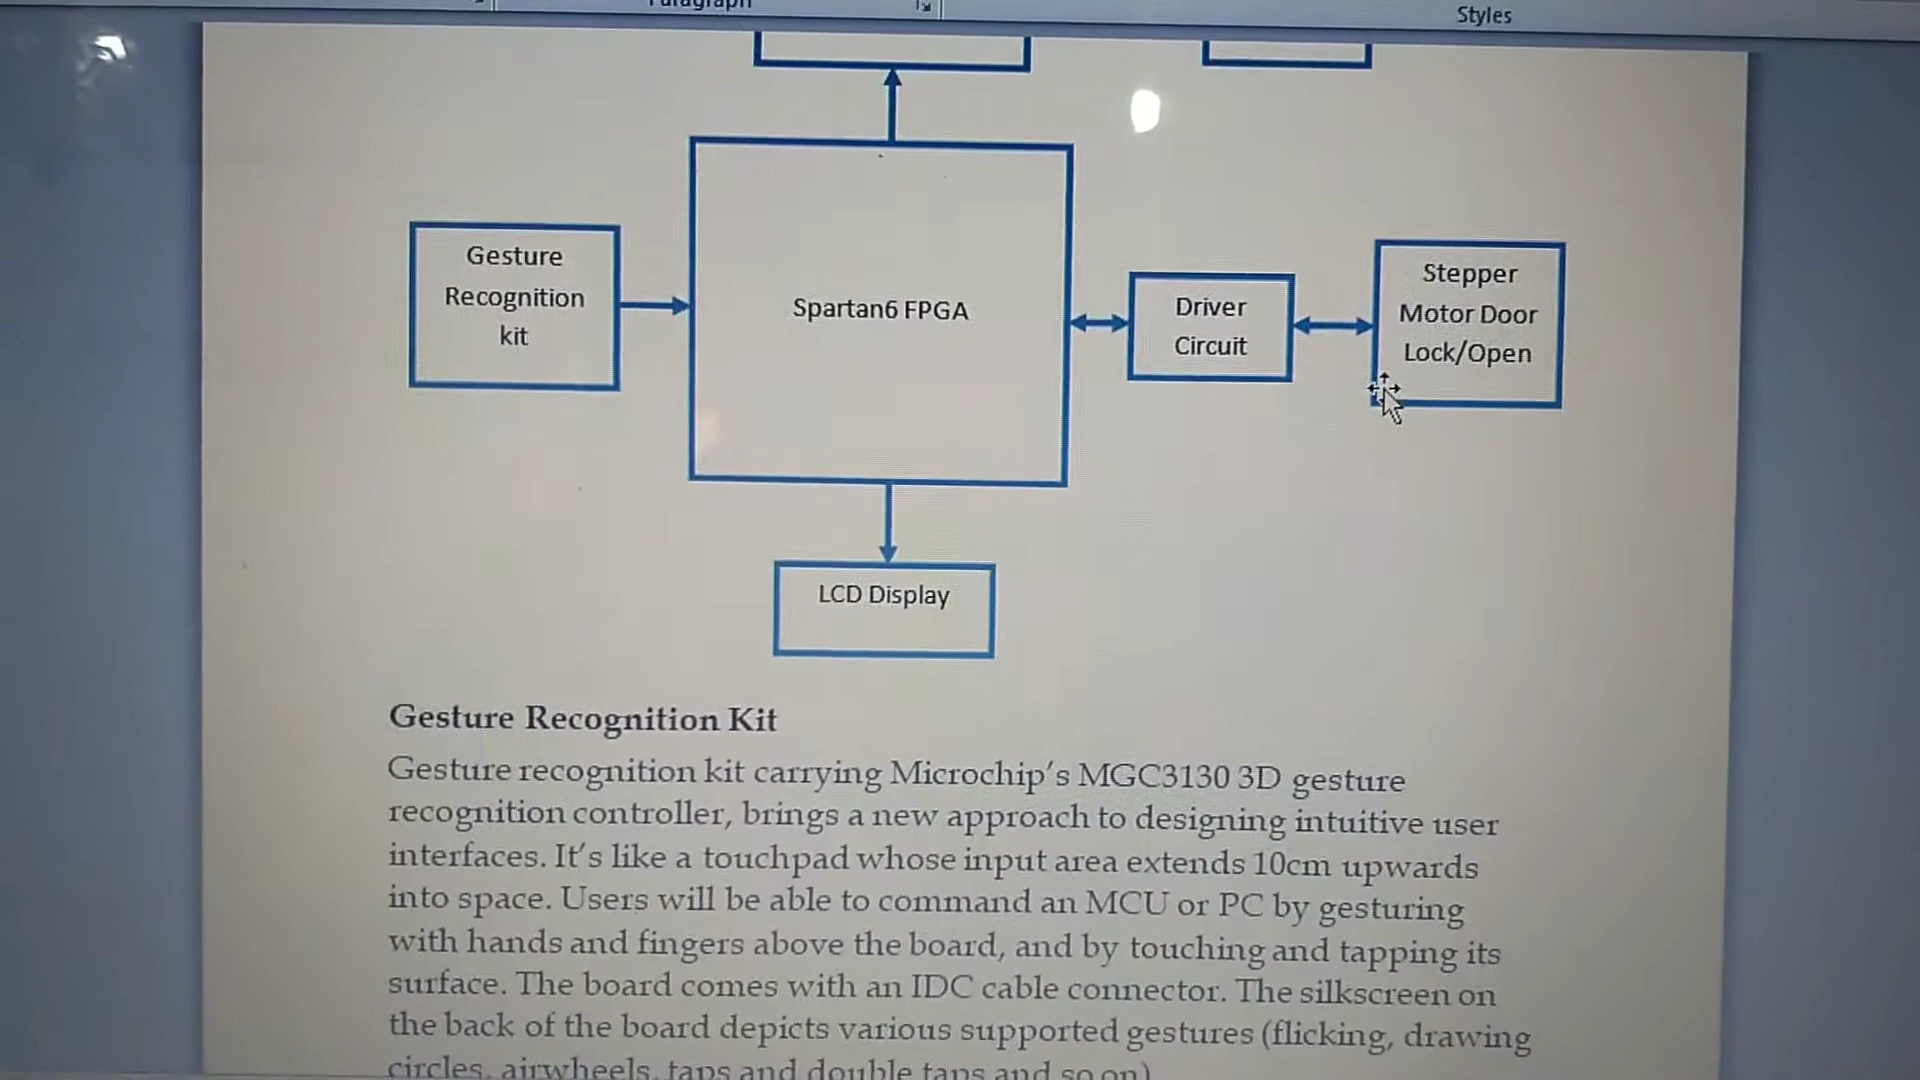 Paragraph
Styles
Gesture
Recognition
kit
Spartan6 FPGA
Driver
Circuit
Stepper
Motor Door
Lock/Open
LCD Display
Gesture Recognition Kit
Gesture recognition kit carrying Microchip's MGC3130 3D gesture
recognition controller, brings a new approach to designing intuitive user
interfaces. It's like a touchpad whose input area extends 10cm upwards
into space. Users will be able to command an MCU or PC by gesturing
with hands and fingers above the board, and by touching and tapping its
surface. The board comes with an IDC cable connector. The silkscreen on
the back of the board depicts various supported gestures (flicking, drawing
circles, airwheels, taps and double taps and so on)